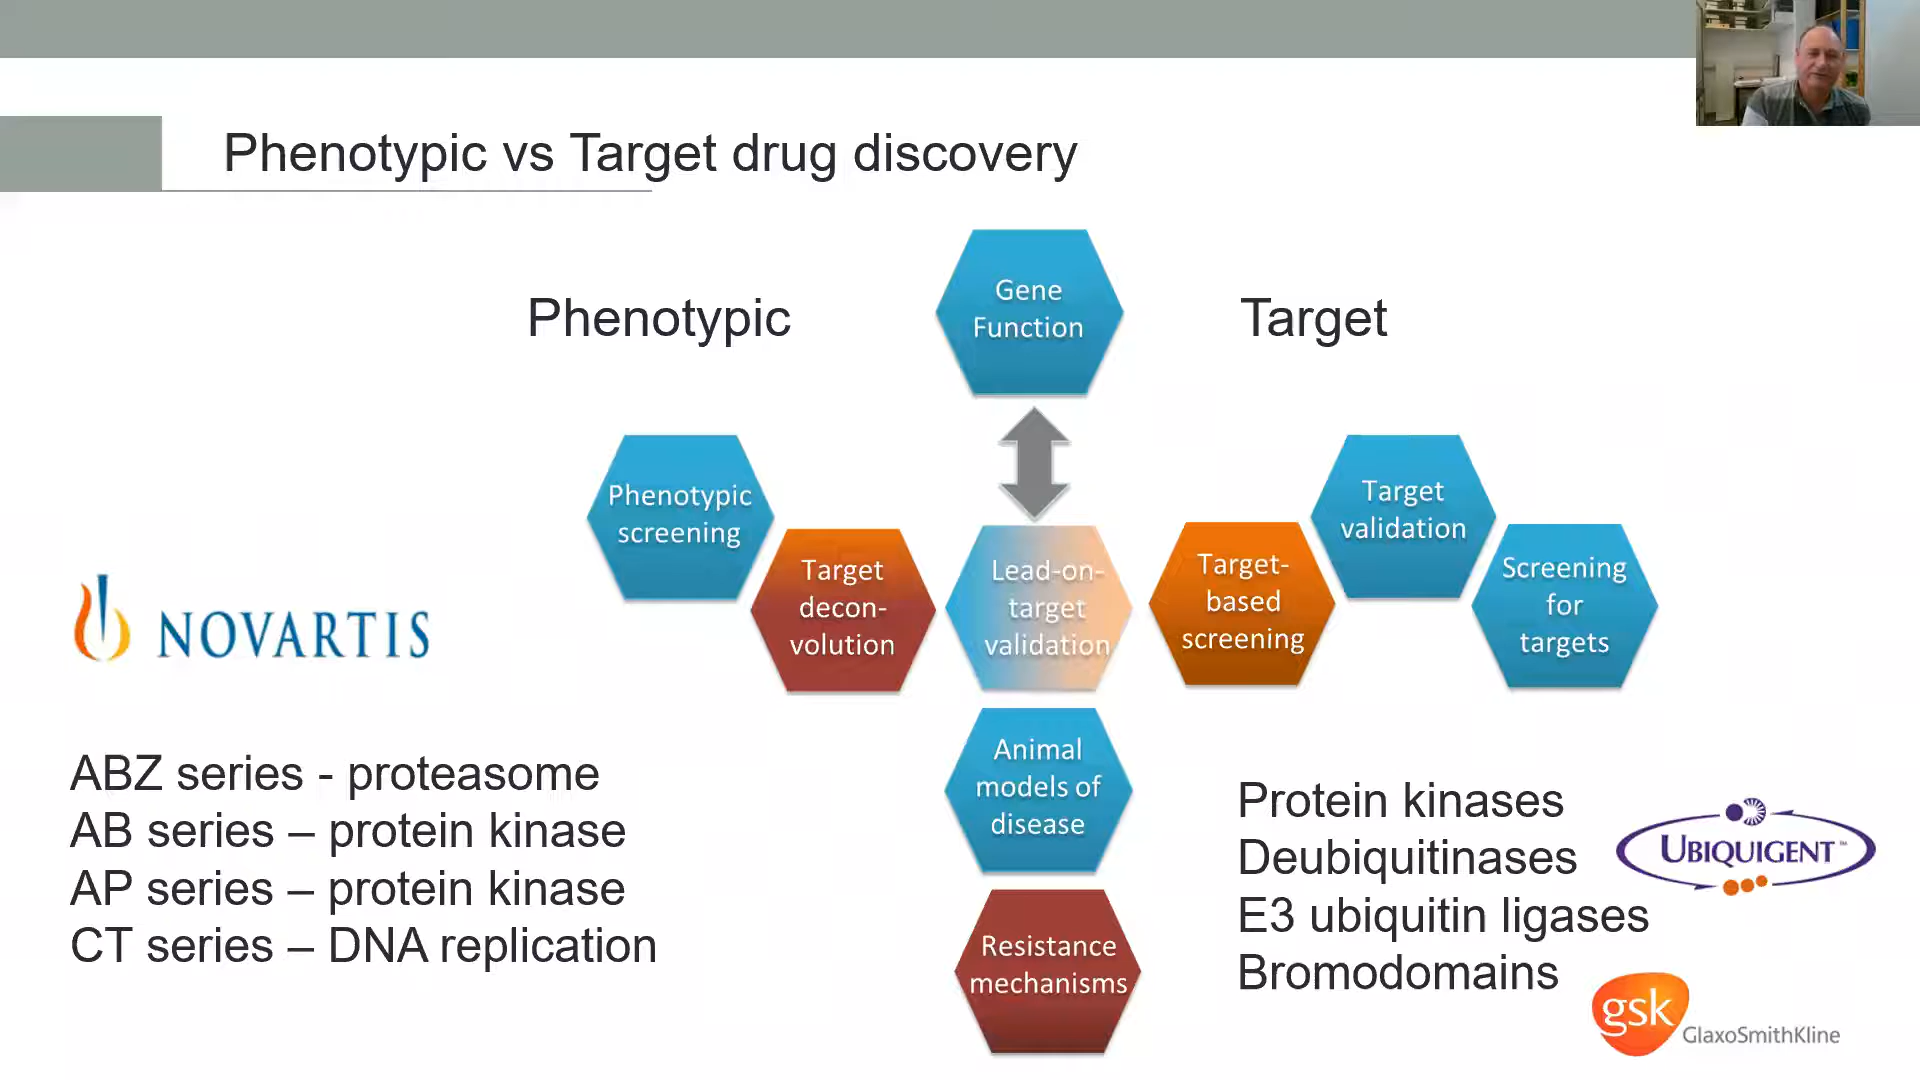 Phenotypic vs Target drug discovery
Phenotypic
Gene
Function
Target
Phenotypic
screening
Target
decon-
volution
Lead-on-
target
validation
Target-
based
screening
Target
validation
Screening
for
targets
NOVARTIS
ABZ series - proteasome
AB series – protein kinase
AP series – protein kinase
CT series – DNA replication
Animal
models of
disease
Resistance
mechanisms
Protein kinases
Deubiquitinases
E3 ubiquitin ligases
Bromodomains
UBIQUIGENT™
gsk
GlaxoSmithKline